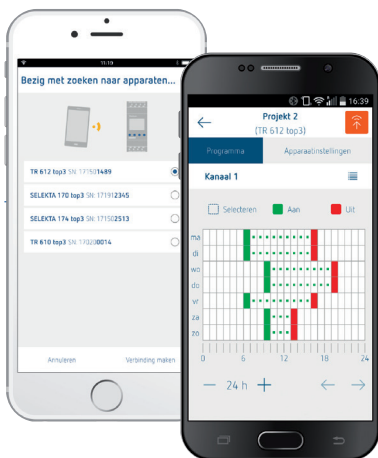 11:19
Bezig met zoeken naar apparaten...
TR 612 top3 SN: 171501489
SELEKTA 170 top3 SN: 171912345
SELEKTA 174 top3 SN: 171502513
TR 610 top3 SN: 170200014
Annuleren
Verbinding maken
16:39
Projekt 2
(TR 612 top3)
Programma
Apparaatinstellingen
Kanaal 1
Selecteren
Aan
Uit
ma
di
wo
do
vr
za
zo
0 6 12 18 24
— 24 h +